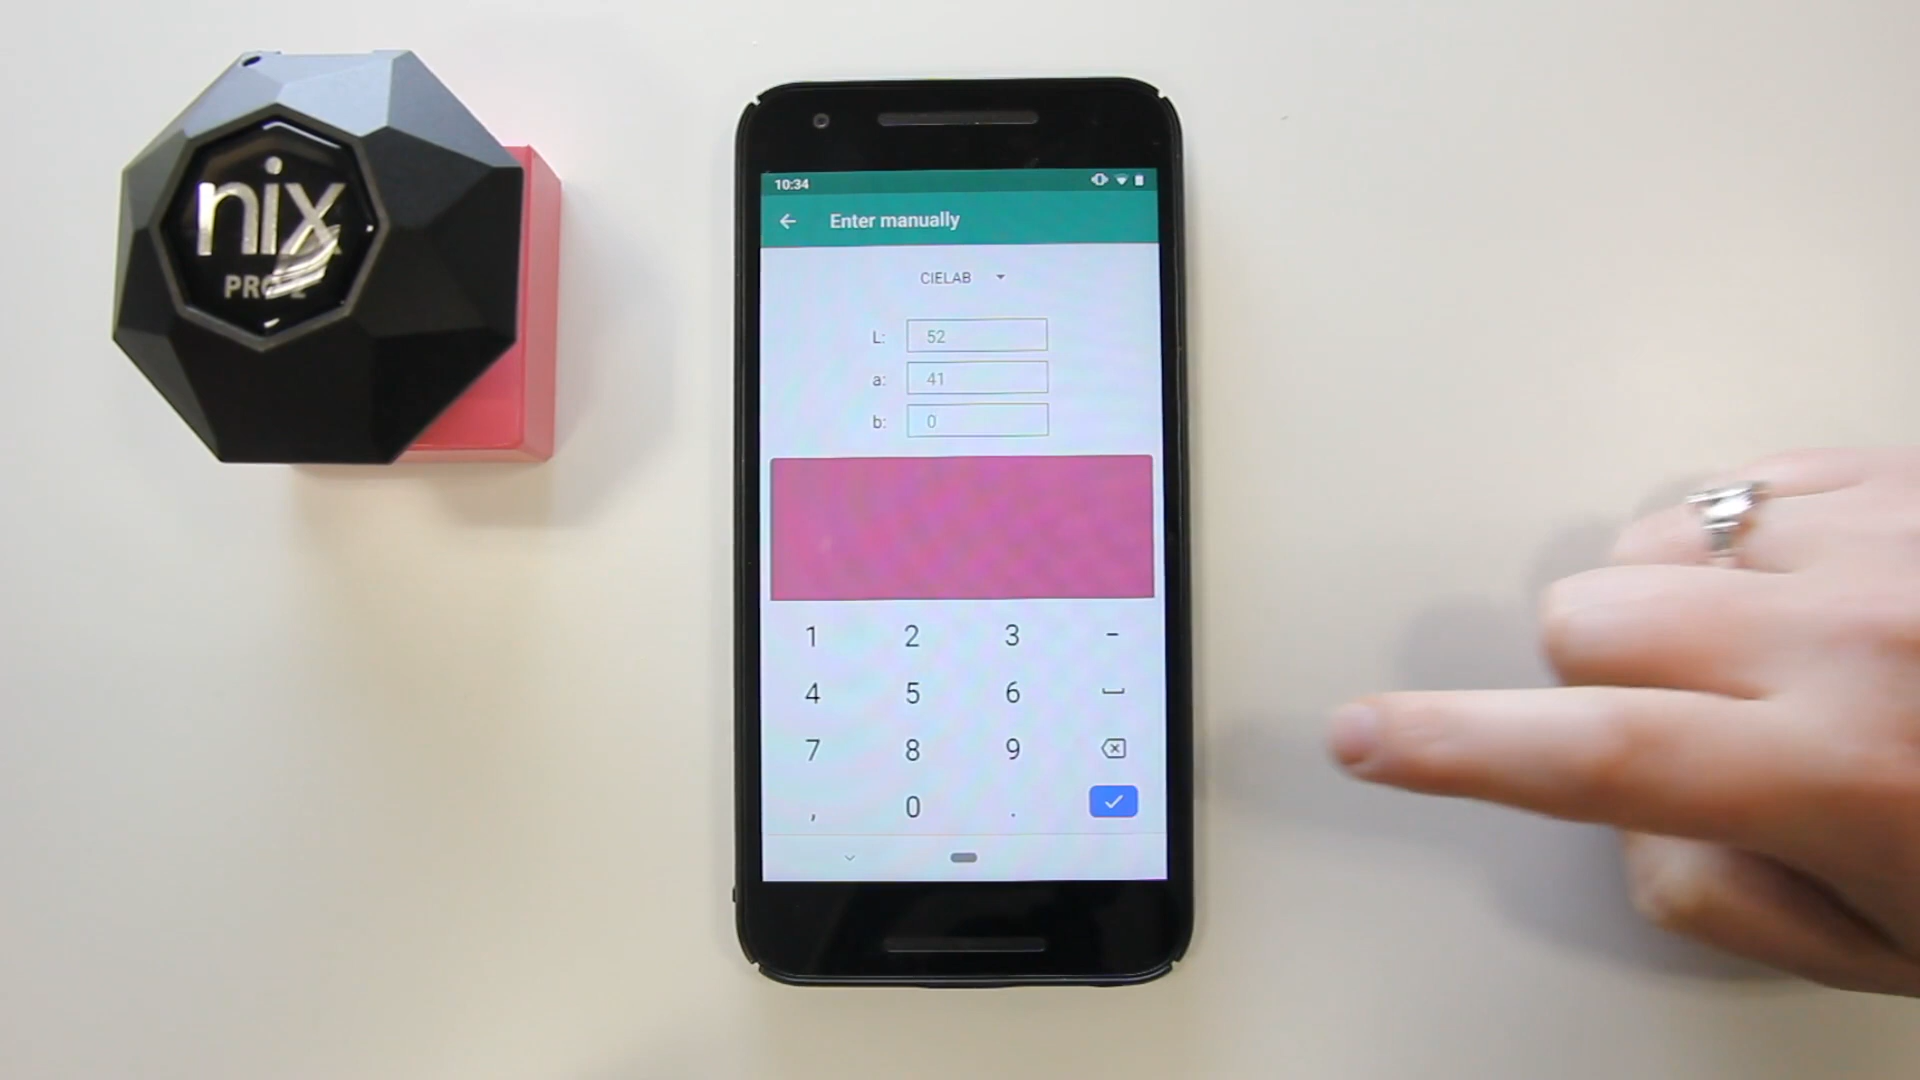 nix
PRO 2
10:34
Enter manually
CIELAB
L: 52
a: 41
b: 0
1 2 3 -
4 5 6
7 8 9
, 0 .